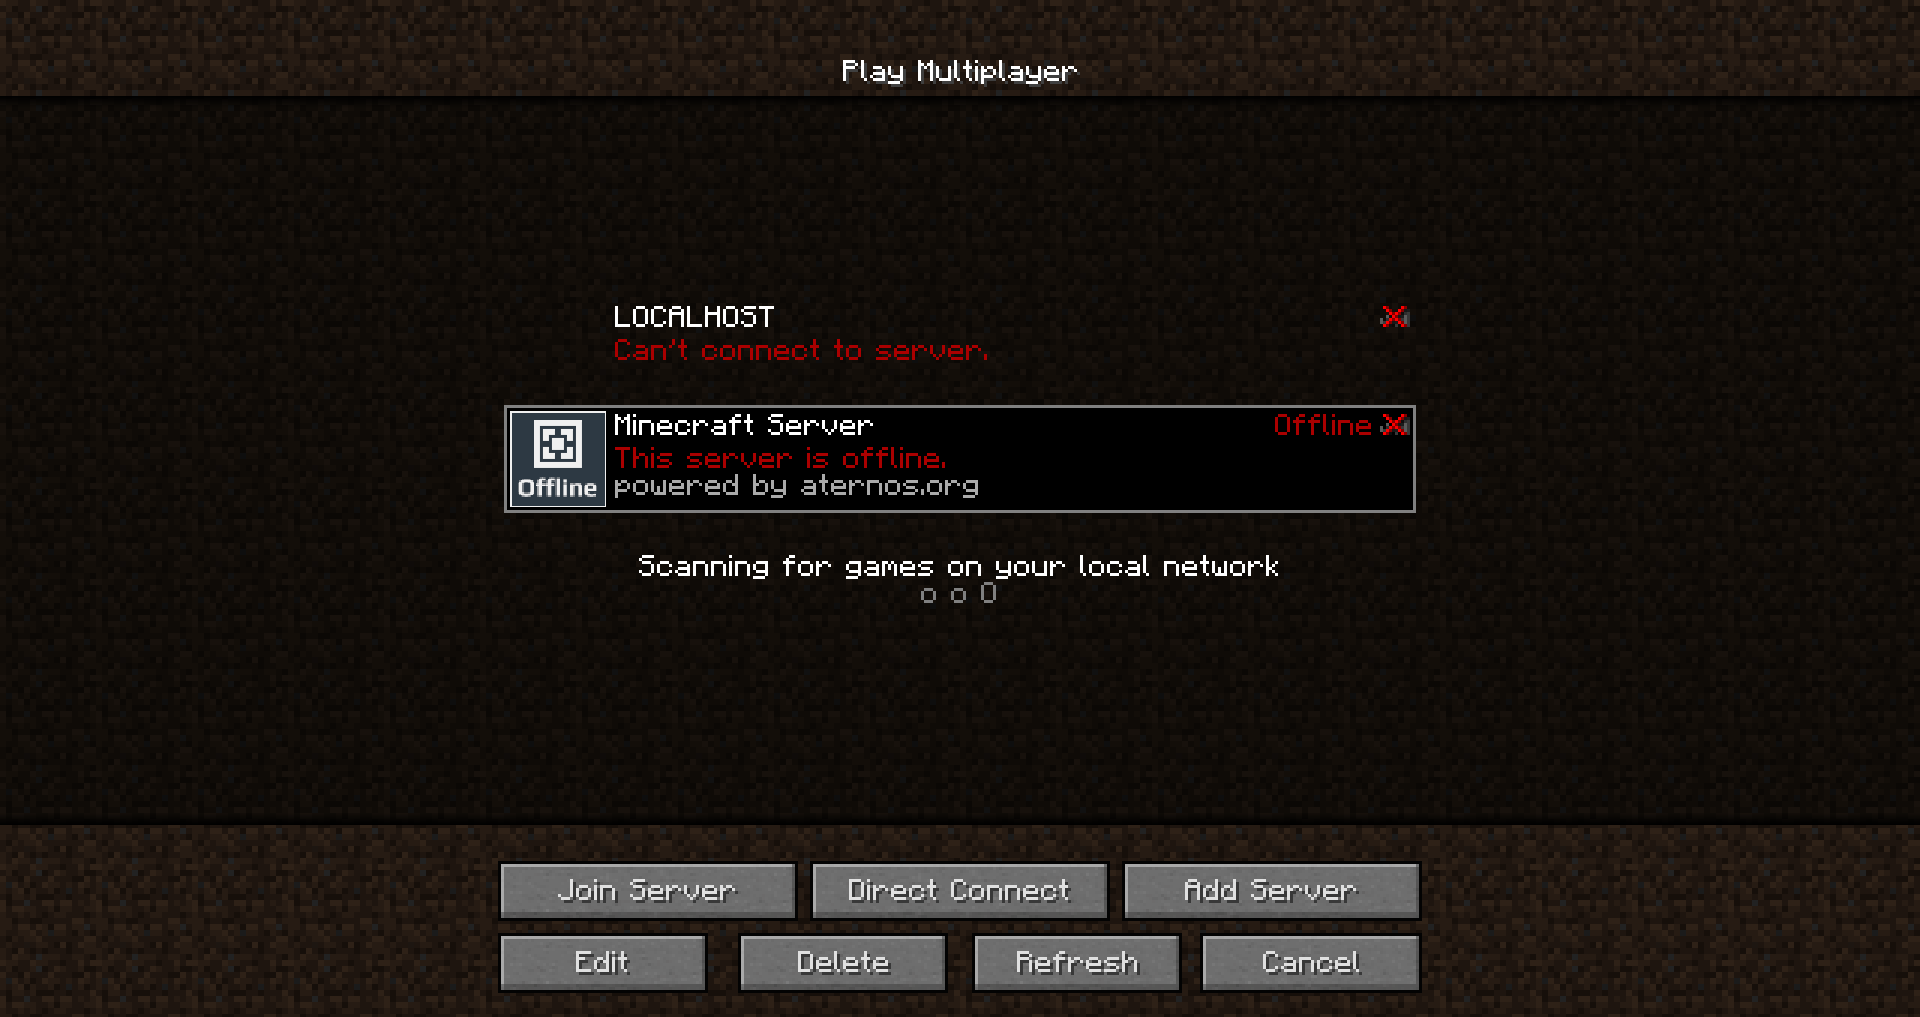 Play Multiplayer
LOCALHOST
Can't connect to server.
Minecraft Server
Offline
This server is offline.
Offline
powered by aternos.org
Scanning for games on your local network
o o O
Join Server
Direct Connect
Add Server
Edit
Delete
Refresh
Cancel